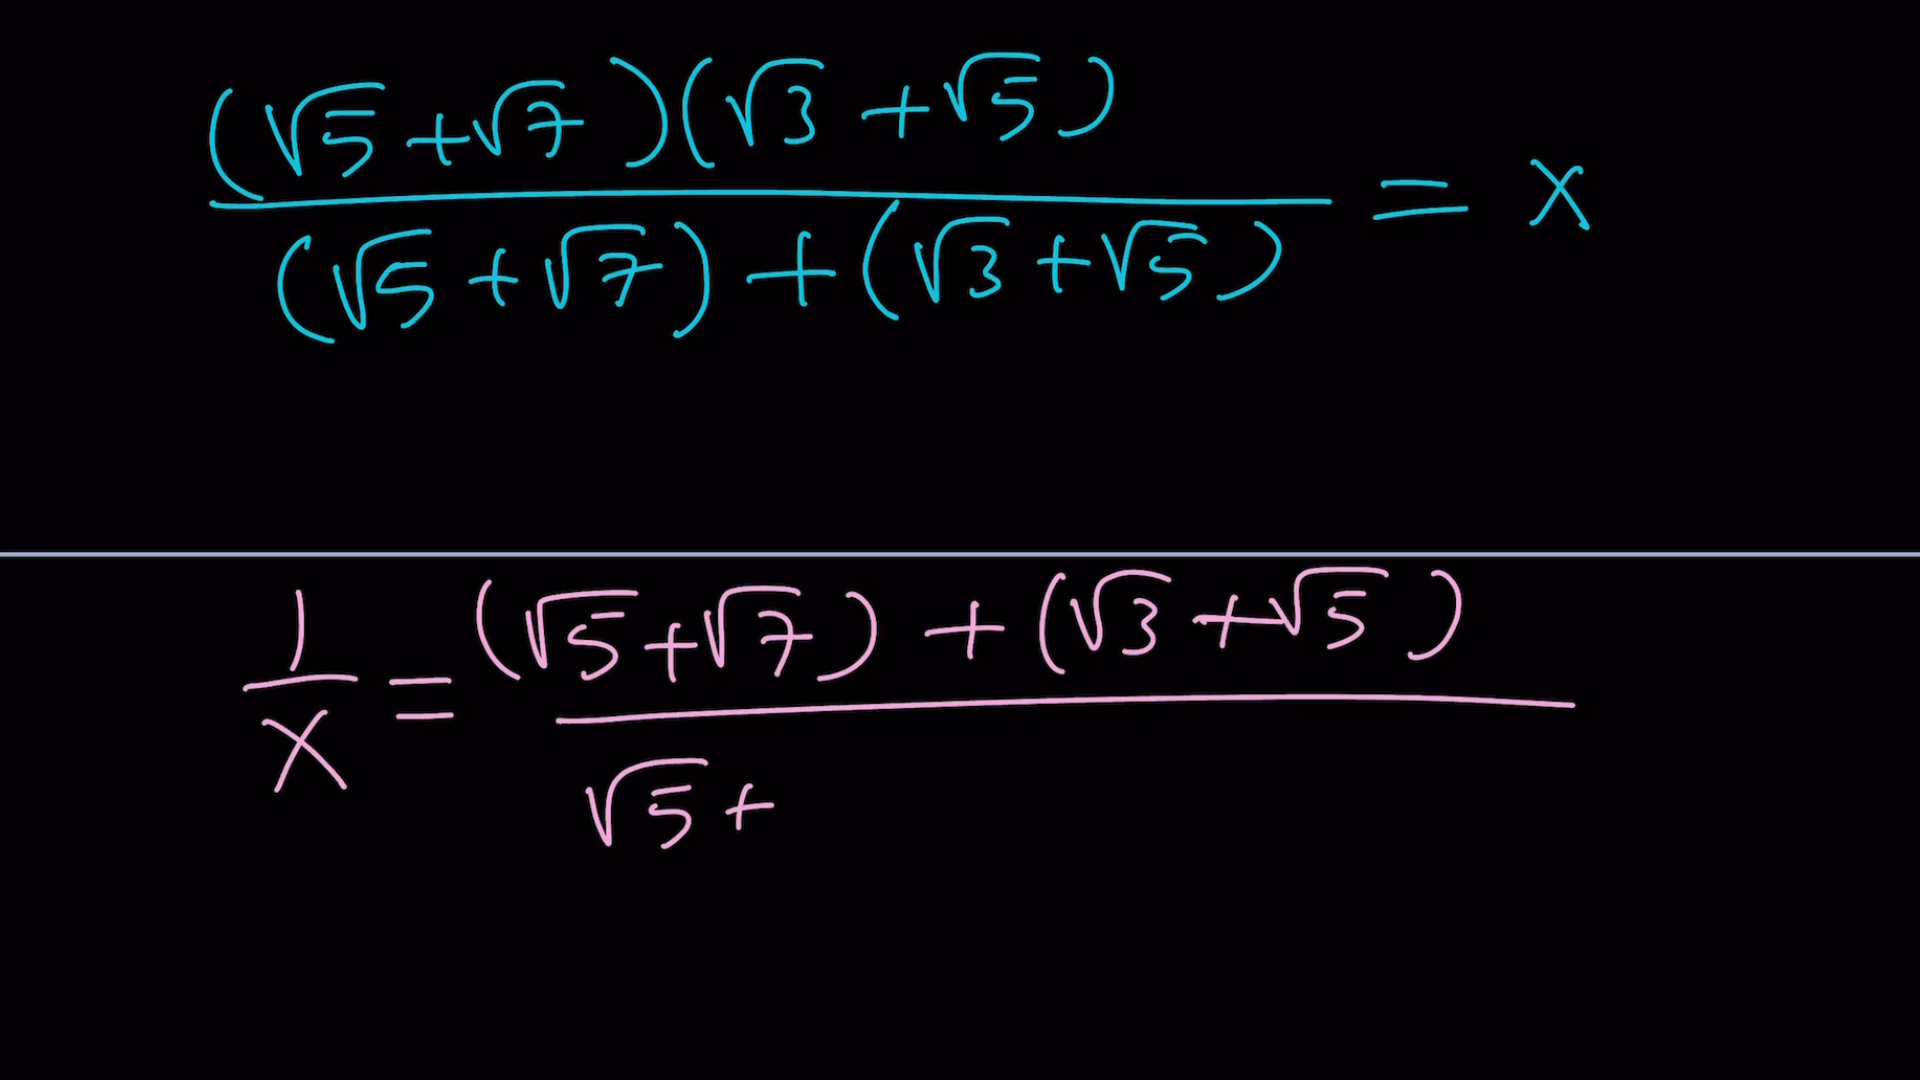 (√5 + √7)(√3 + √5)
= x
(√5 + √7) + (√3 + √5)
1 (√5 + √7) + (√3 + √5)
=
x √5 +